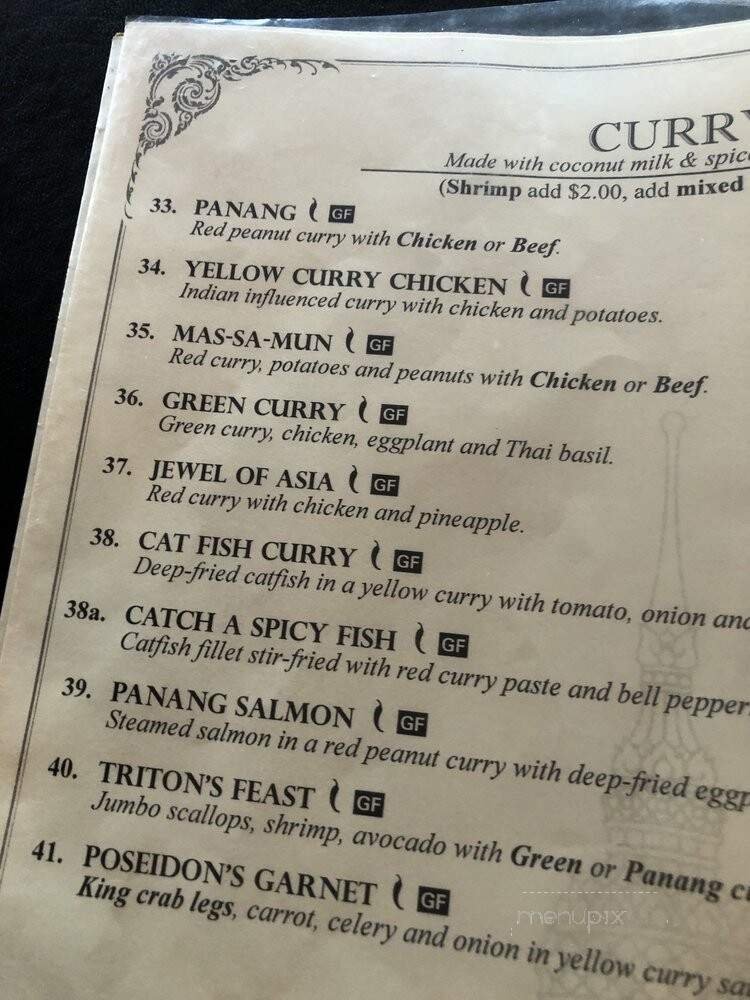 CURRY
Made with coconut milk & spice
(Shrimp add $2.00, add mixed
33. PANANG GF
Red peanut curry with Chicken or Beef.
34. YELLOW CURRY CHICKEN GF
Indian influenced curry with chicken and potatoes.
35. MAS-SA-MUN GF
Red curry, potatoes and peanuts with Chicken or Beef.
36. GREEN CURRY GF
Green curry, chicken, eggplant and Thai basil.
37. JEWEL OF ASIA GF
Red curry with chicken and pineapple.
38. CAT FISH CURRY GF
Deep-fried catfish in a yellow curry with tomato, onion and
38a. CATCH A SPICY FISH GF
Catfish fillet stir-fried with red curry paste and bell pepper
39. PANANG SALMON GF
Steamed salmon in a red peanut curry with deep-fried
40. TRITON'S FEAST GF
Jumbo scallops, shrimp, avocado with Green or Panang
41. POSEIDON'S GARNET GF
King crab legs, carrot, celery and onion in yellow curry
menupix